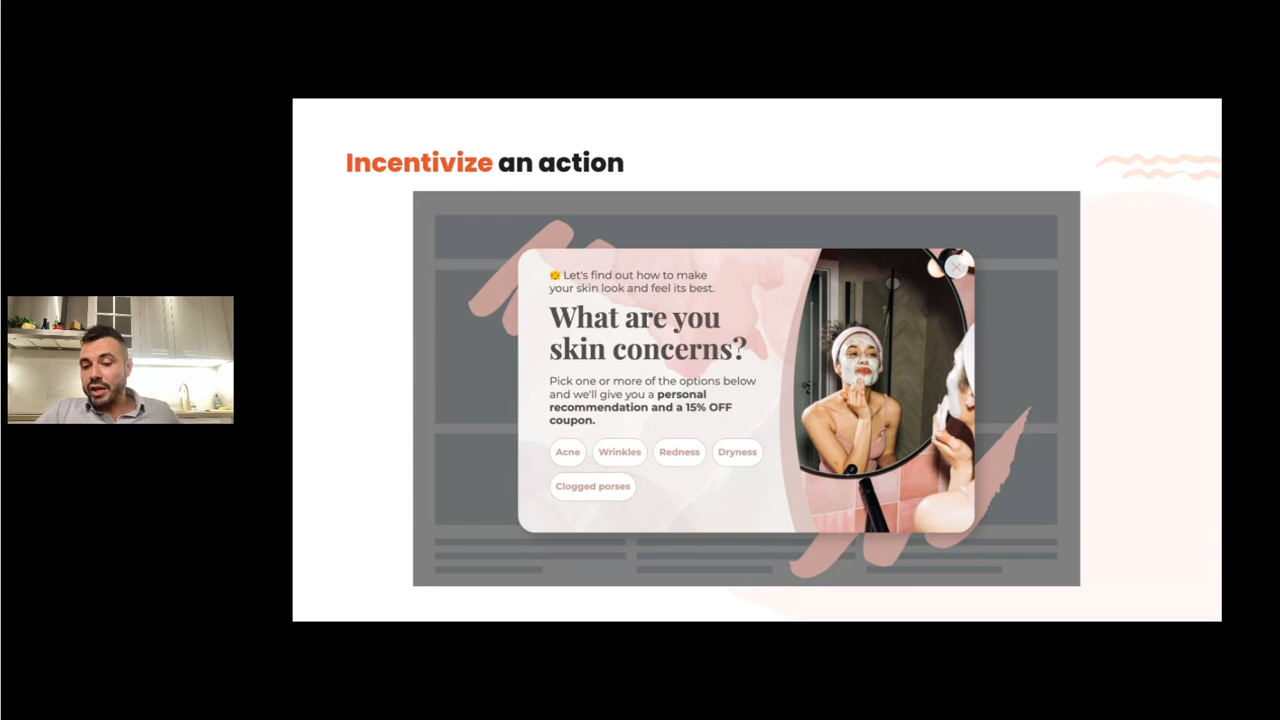 Incentivize an action
Let's find out how to make
your skin look and feel its best.
What are you
skin concerns?
Pick one or more of the options below
and we'll give you a personal
recommendation and a 15% OFF
coupon.
Acne Wrinkles Redness Dryness
Clogged porses